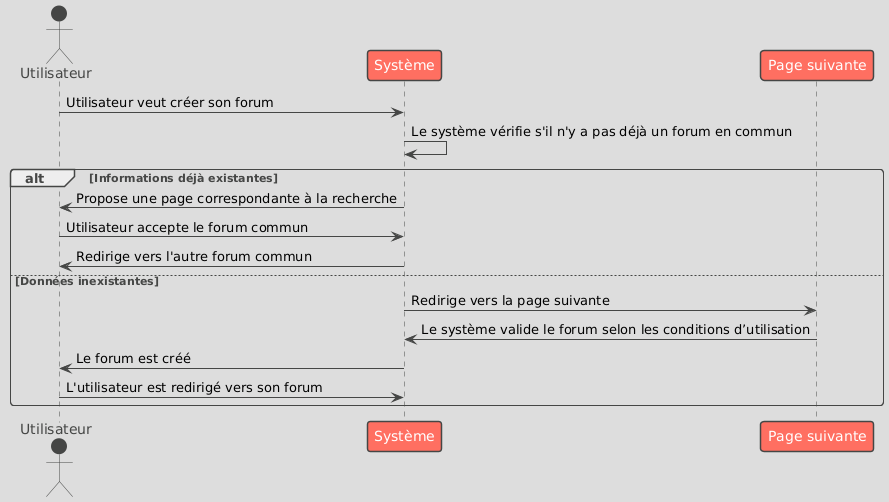 Utilisateur
Système
Page suivante
Utilisateur veut créer son forum
Le système vérifie s'il n'y a pas déjà un forum en commun
alt
[Informations déjà existantes]
Propose une page correspondante à la recherche
Utilisateur accepte le forum commun
Redirige vers l'autre forum commun
[Données inexistantes]
Redirige vers la page suivante
Le système valide le forum selon les conditions d’utilisation
Le forum est créé
L'utilisateur est redirigé vers son forum
Utilisateur
Système
Page suivante